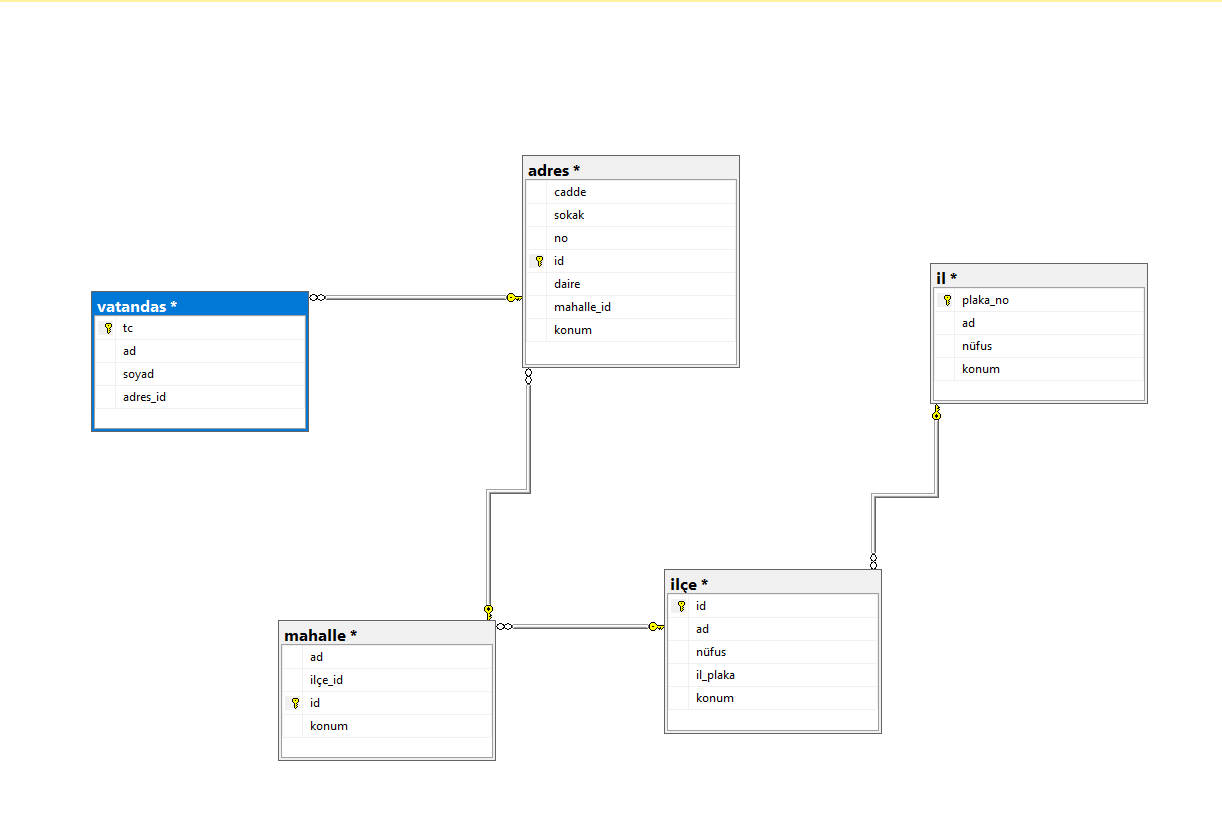 adres *
cadde
sokak
no
id
daire
mahalle_id
konum
il *
plaka_no
ad
nüfus
konum
vatandas *
tc
ad
soyad
adres_id
ilçe *
id
ad
nüfus
il_plaka
konum
mahalle *
ad
ilçe_id
id
konum